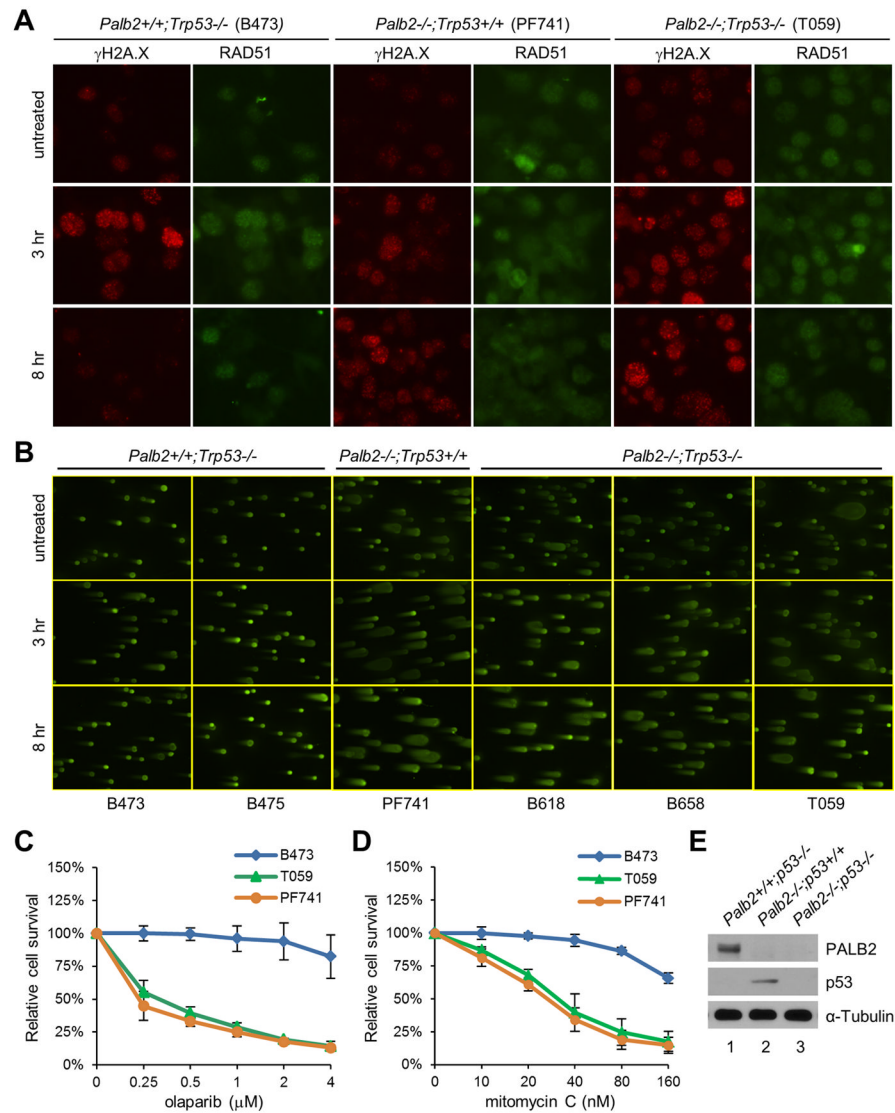 A
Palb2+/+;Trp53-/- (B473) Palb2-/-;Trp53+/+ (PF741) Palb2-/-;Trp53-/- (T059)
γH2A.X RAD51 γH2A.X RAD51 γH2A.X RAD51
untreated
3 hr
8 hr
B
Palb2+/+;Trp53-/- Palb2-/-;Trp53+/+ Palb2-/-;Trp53-/-
untreated
3 hr
8 hr
B473 B475 PF741 B618 B658 T059
C
B473
T059
PF741
150%
125%
100%
75%
50%
25%
0%
Relative cell survival
0 0.25 0.5 1 2 4
olaparib (μM)
D
B473
T059
PF741
150%
125%
100%
75%
50%
25%
0%
Relative cell survival
0 10 20 40 80 160
mitomycin C (nM)
E
Palb2+/+;p53-/-
Palb2-/-;p53+/+
Palb2-/-;p53-/-
PALB2
p53
α-Tubulin
1 2 3